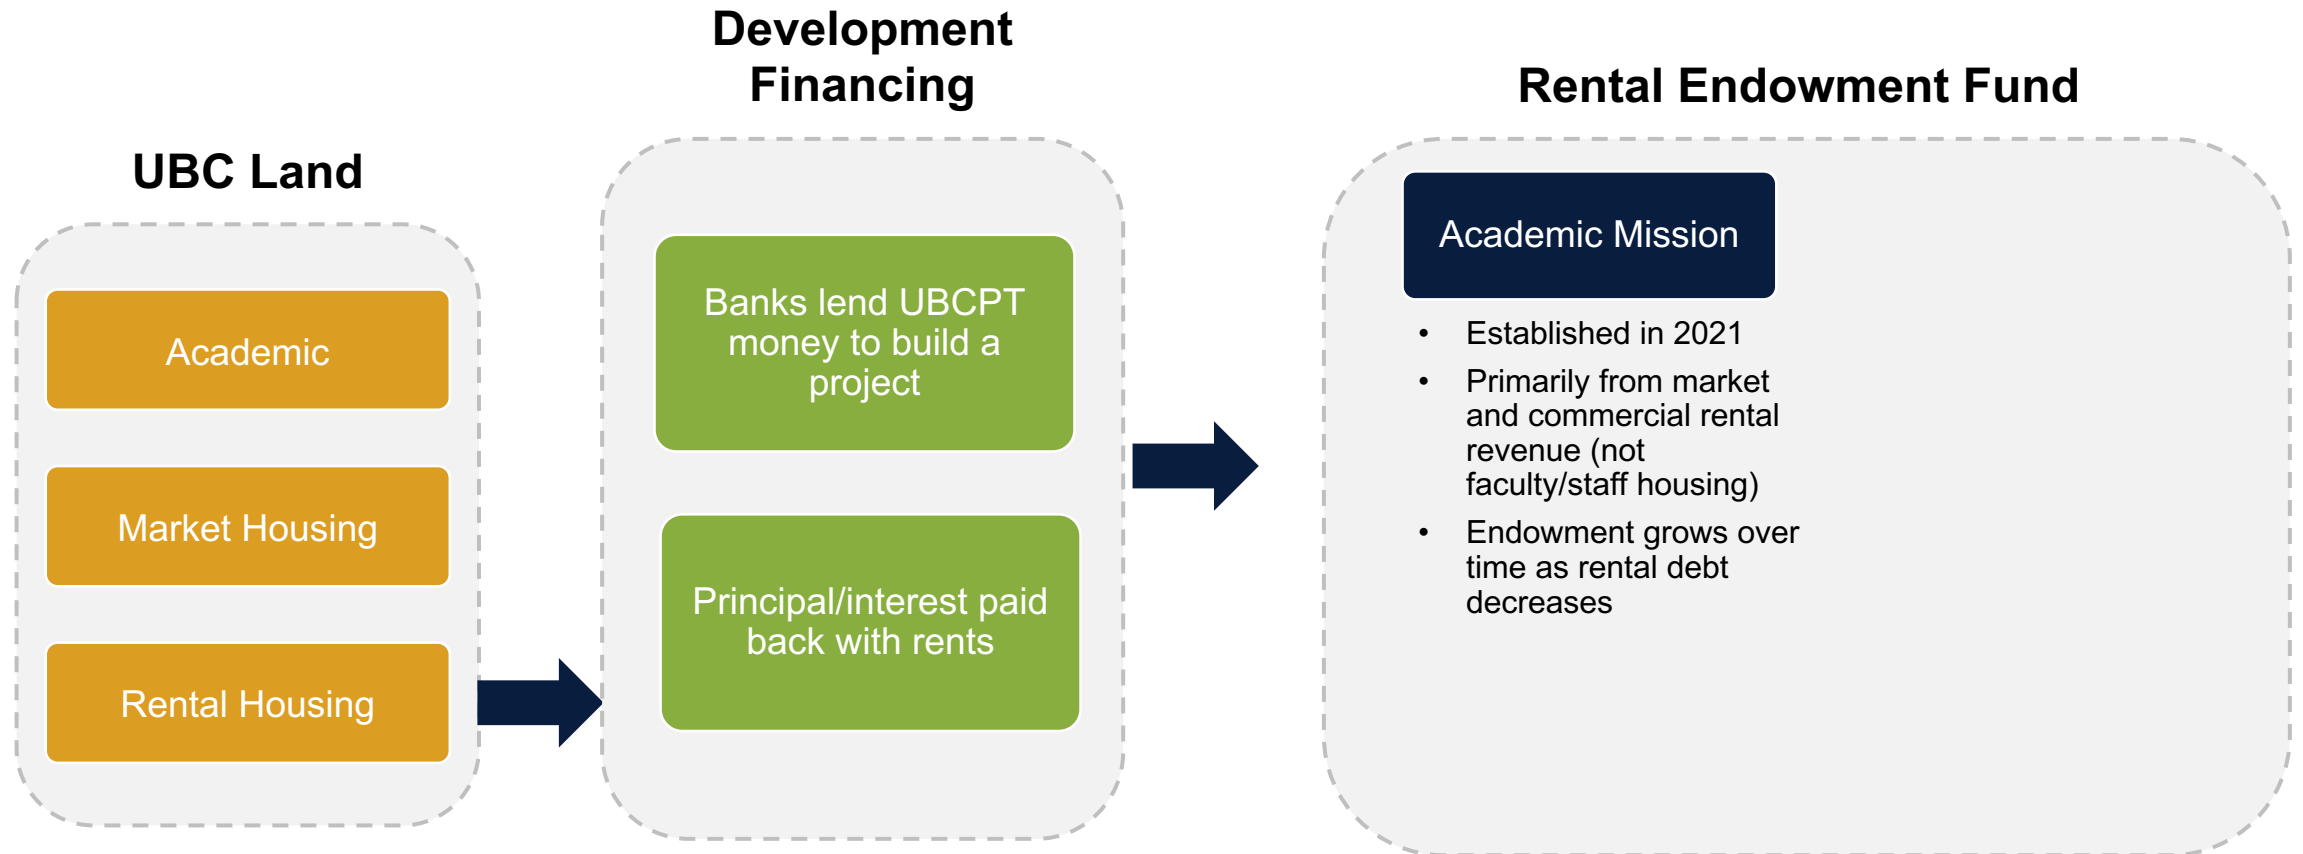 UBC Land
Academic
Market Housing
Rental Housing
Development
Financing
Banks lend UBCPT
money to build a
project
Principal/interest paid
back with rents
Rental Endowment Fund
Academic Mission
• Established in 2021
• Primarily from market
and commercial rental
revenue (not
faculty/staff housing)
• Endowment grows over
time as rental debt
decreases